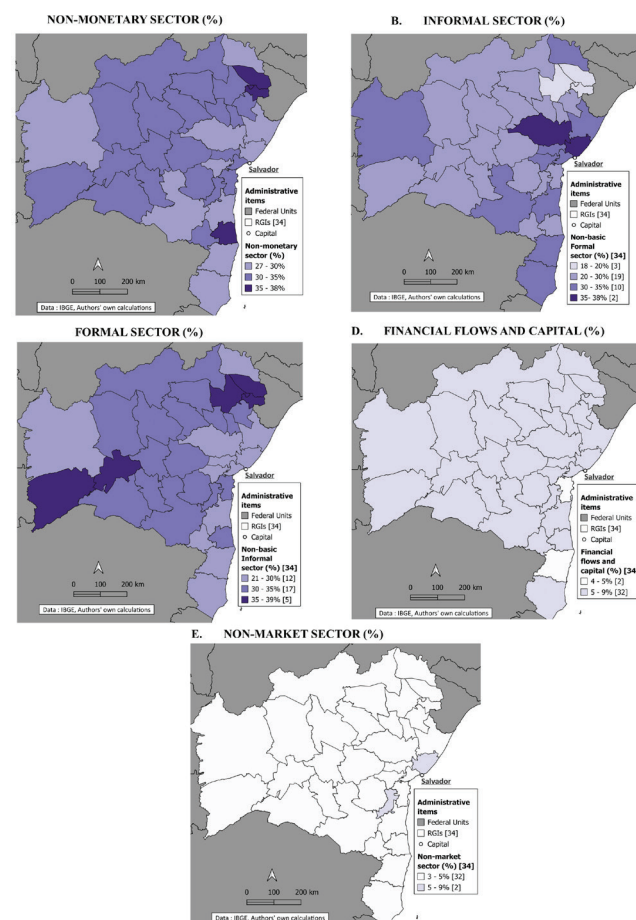 NON-MONETARY SECTOR (%)
Salvador
Administrative
items
Federal Units
RGIs [34]
Capital
Non-monetary
sector (%)
27 - 30%
30 - 35%
35 - 38%
0 100 200 km
Data : IBGE, Authors' own calculations
B. INFORMAL SECTOR (%)
Salvador
Administrative
items
Federal Units
RGIs [34]
Capital
Non-basic
Formal
sector (%) [34]
18 - 20% [3]
20 - 30% [19]
30 - 35% [10]
35- 38% [2]
0 100 200 km
Data : IBGE, Authors' own calculations
FORMAL SECTOR (%)
Salvador
Administrative
items
Federal Units
RGIs [34]
Capital
Non-basic
Informal
sector (%) [34]
21 - 30% [12]
30 - 35% [17]
35 - 39% [5]
0 100 200 km
Data : IBGE, Authors' own calculations
D. FINANCIAL FLOWS AND CAPITAL (%)
Salvador
Administrative
items
Federal Units
RGIs [34]
Capital
Financial
flows and
capital (%) [34
4 - 5% [2]
5 - 9% [32]
0 100 200 km
Data : IBGE, Authors' own calculations
E. NON-MARKET SECTOR (%)
Salvador
Administrative
items
Federal Units
RGIs [34]
Capital
Non-market
sector (%) [34]
3 - 5% [32]
5 - 9% [2]
0 100 200 km
Data : IBGE, Authors' own calculations